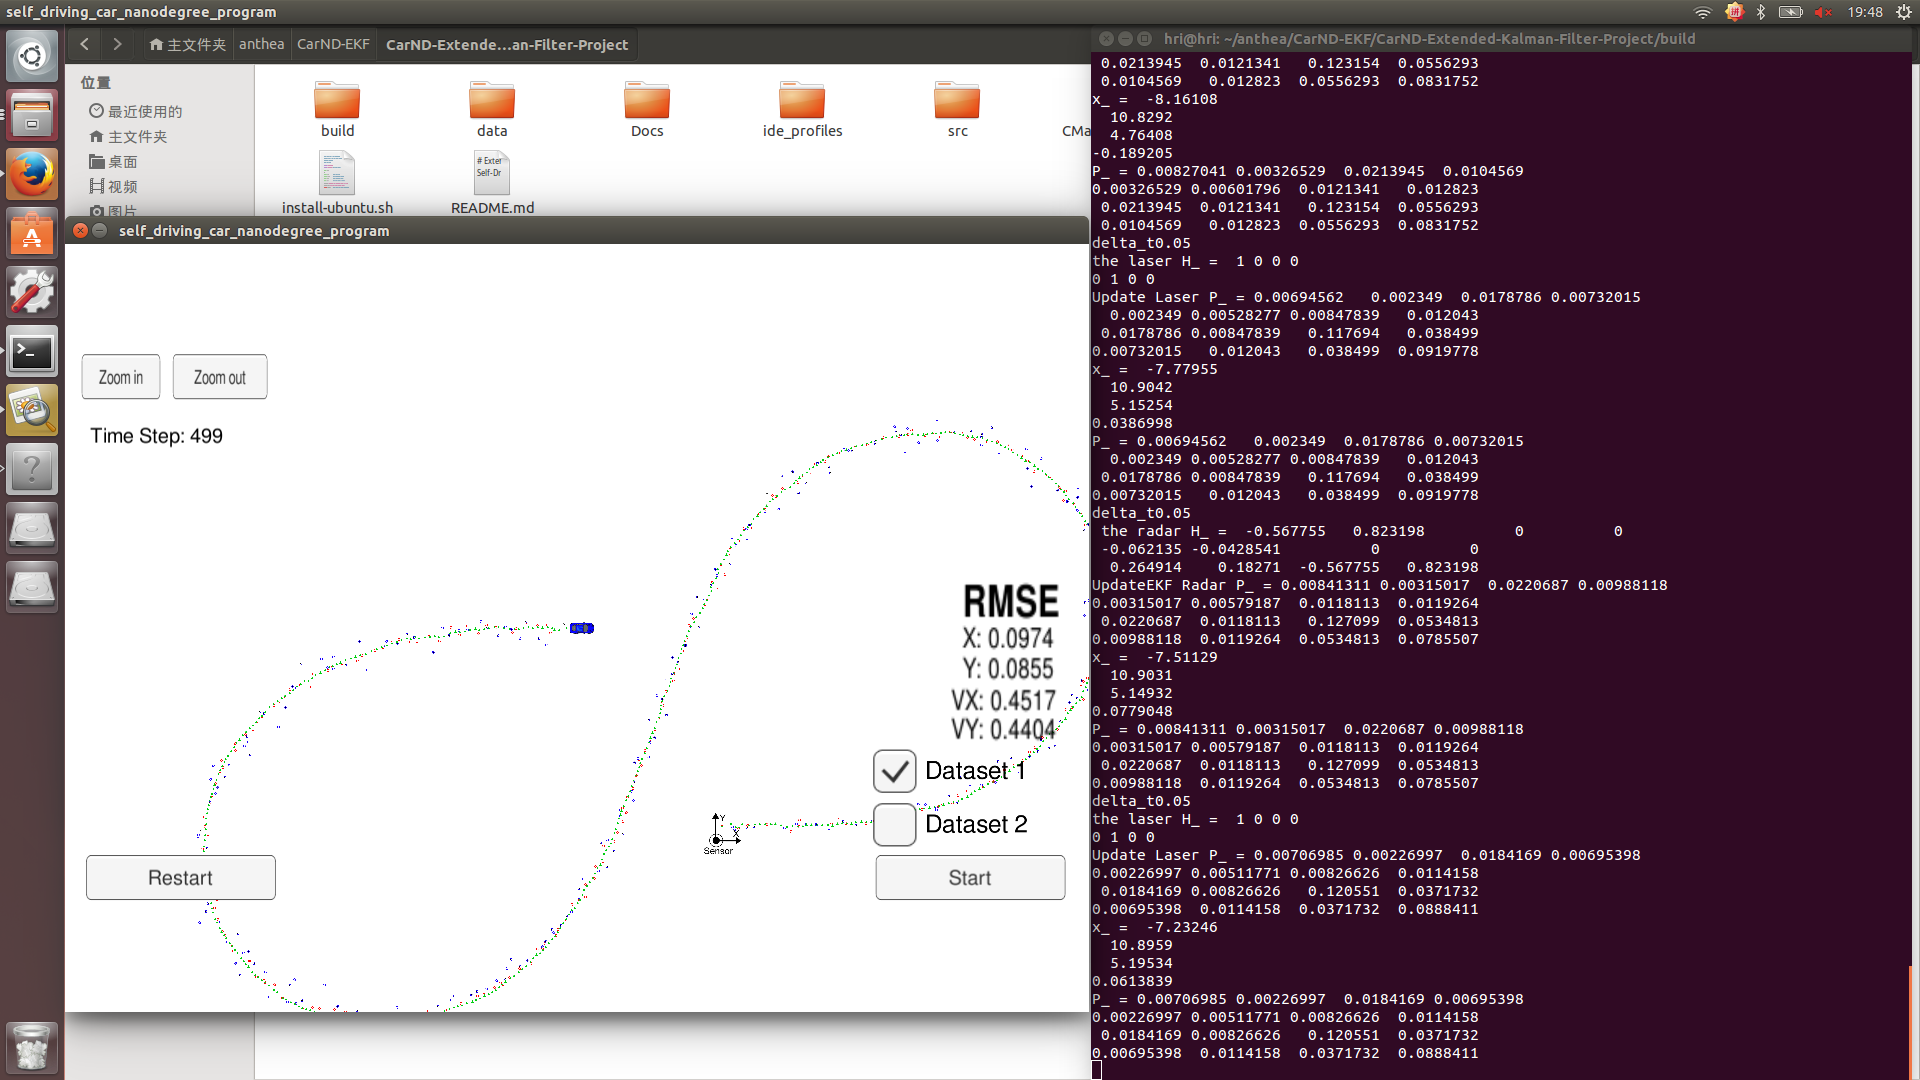 self_driving_car_nanodegree_program
19:48
主文件夹 anthea CarND-EKF CarND-Extende...an-Filter-Project
位置
最近使用的
主文件夹
桌面
视频
图片
build data Docs ide_profiles src CMa
# Exter
Self-Dr
install-ubuntu.sh README.md
self_driving_car_nanodegree_program
Zoom in Zoom out
Time Step: 499
RMSE
X: 0.0974
Y: 0.0855
VX: 0.4517
VY: 0.4404
Dataset 1
Dataset 2
Y
X
Sensor
Restart Start
hri@hri: ~/anthea/CarND-EKF/CarND-Extended-Kalman-Filter-Project/build
0.0213945 0.0121341 0.123154 0.0556293
0.0104569 0.012823 0.0556293 0.0831752
x_ = -8.16108
10.8292
4.76408
-0.189205
P_ = 0.00827041 0.00326529 0.0213945 0.0104569
0.00326529 0.00601796 0.0121341 0.012823
0.0213945 0.0121341 0.123154 0.0556293
0.0104569 0.012823 0.0556293 0.0831752
delta_t0.05
the laser H_ = 1 0 0 0
0 1 0 0
Update Laser P_ = 0.00694562 0.002349 0.0178786 0.00732015
0.002349 0.00528277 0.00847839 0.012043
0.0178786 0.00847839 0.117694 0.038499
0.00732015 0.012043 0.038499 0.0919778
x_ = -7.77955
10.9042
5.15254
0.0386998
P_ = 0.00694562 0.002349 0.0178786 0.00732015
0.002349 0.00528277 0.00847839 0.012043
0.0178786 0.00847839 0.117694 0.038499
0.00732015 0.012043 0.038499 0.0919778
delta_t0.05
the radar H_ = -0.567755 0.823198 0 0
-0.062135 -0.0428541 0 0
0.264914 0.18271 -0.567755 0.823198
UpdateEKF Radar P_ = 0.00841311 0.00315017 0.0220687 0.00988118
0.00315017 0.00579187 0.0118113 0.0119264
0.0220687 0.0118113 0.127099 0.0534813
0.00988118 0.0119264 0.0534813 0.0785507
x_ = -7.51129
10.9031
5.14932
0.0779048
P_ = 0.00841311 0.00315017 0.0220687 0.00988118
0.00315017 0.00579187 0.0118113 0.0119264
0.0220687 0.0118113 0.127099 0.0534813
0.00988118 0.0119264 0.0534813 0.0785507
delta_t0.05
the laser H_ = 1 0 0 0
0 1 0 0
Update Laser P_ = 0.00706985 0.00226997 0.0184169 0.00695398
0.00226997 0.00511771 0.00826626 0.0114158
0.0184169 0.00826626 0.120551 0.0371732
0.00695398 0.0114158 0.0371732 0.0888411
x_ = -7.23246
10.8959
5.19534
0.0613839
P_ = 0.00706985 0.00226997 0.0184169 0.00695398
0.00226997 0.00511771 0.00826626 0.0114158
0.0184169 0.00826626 0.120551 0.0371732
0.00695398 0.0114158 0.0371732 0.0888411